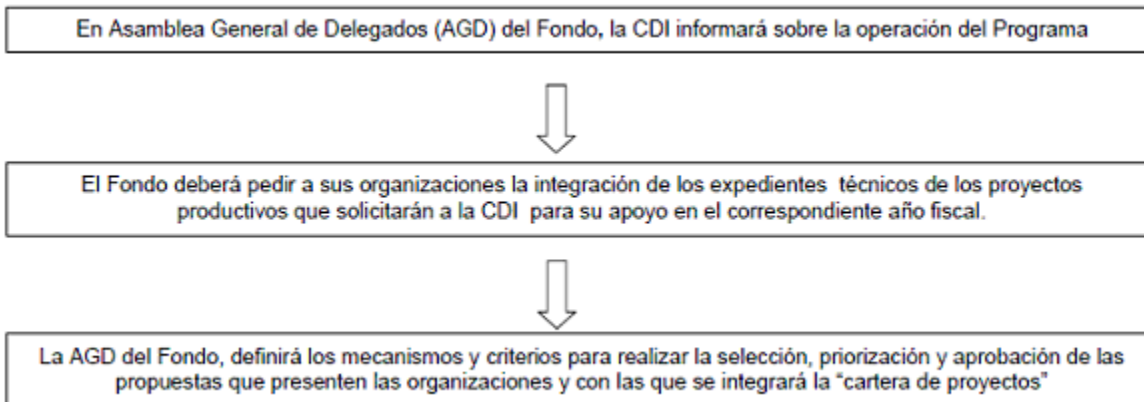 En Asamblea General de Delegados (AGD) del Fondo, la CDI informará sobre la operación del Programa
El Fondo deberá pedir a sus organizaciones la integración de los expedientes técnicos de los proyectos
productivos que solicitarán a la CDI para su apoyo en el correspondiente año fiscal.
La AGD del Fondo, definirá los mecanismos y criterios para realizar la selección, priorización y aprobación de las
propuestas que presenten las organizaciones y con las que se integrará la “cartera de proyectos”